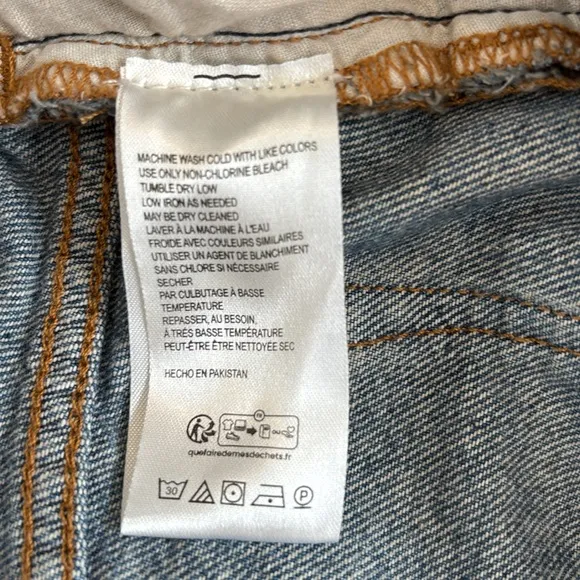 MACHINE WASH COLD WITH LIKE COLORS
USE ONLY NON-CHLORINE BLEACH
TUMBLE DRY LOW
LOW IRON AS NEEDED
MAY BE DRY CLEANED
LAVER À LA MACHINE À L'EAU
FROIDE AVEC COULEURS SIMILAIRES
UTILISER UN AGENT DE BLANCHIMENT
SANS CHLORE SI NÉCESSAIRE
SECHER
PAR CULBUTAGE À BASSE
TEMPERATURE
REPASSER, AU BESOIN,
À TRÈS BASSE TEMPÉRATURE
PEUT-ÊTRE ÊTRE NETTOYÉE SEC
HECHO EN PAKISTAN
FR
OU
quefairedemesdechets.fr
30 P